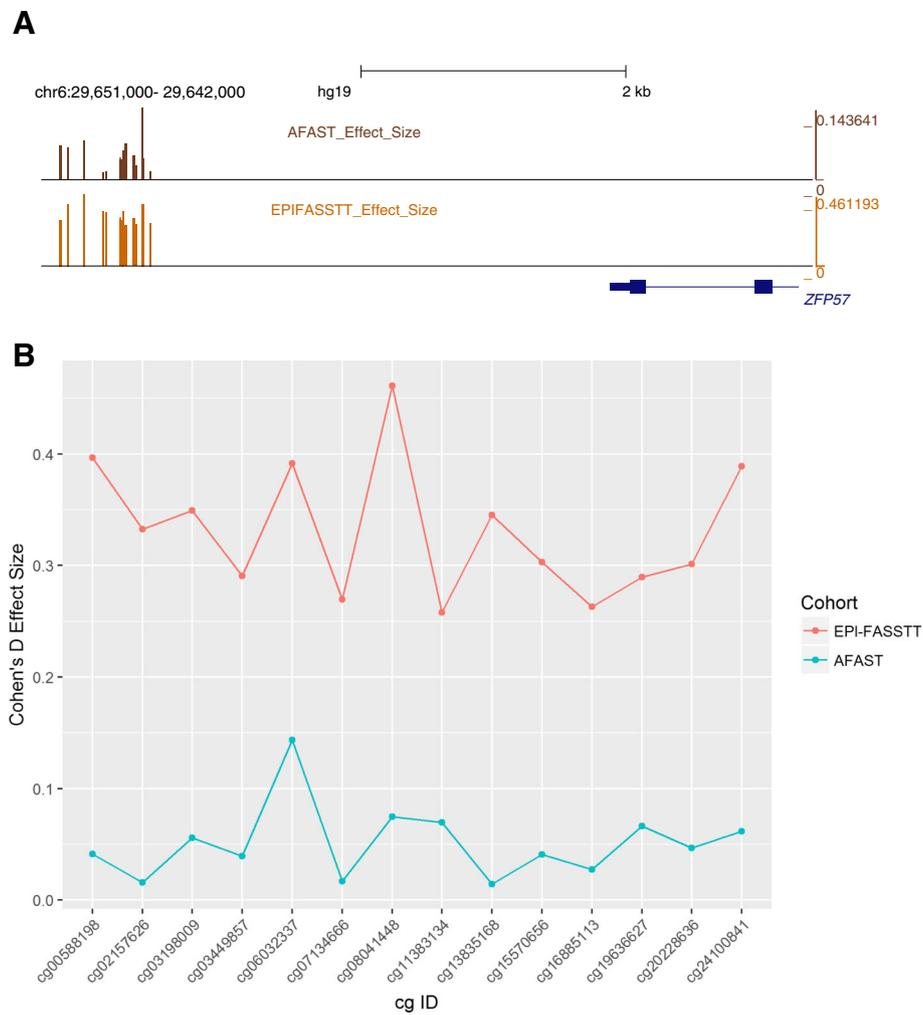 A
chr6:29,651,000- 29,642,000
hg19
2 kb
AFAST_Effect_Size
0.143641
0
EPIFASSTT_Effect_Size
0.461193
0
ZFP57
B
Cohen's D Effect Size
0.4
0.3
0.2
0.1
0.0
cg00588198
cg02157626
cg03198009
cg03449857
cg06032337
cg07134666
cg08041448
cg11383134
cg13835168
cg15570656
cg16885113
cg19636627
cg20228636
cg24100841
cg ID
Cohort
EPI-FASSTT
AFAST